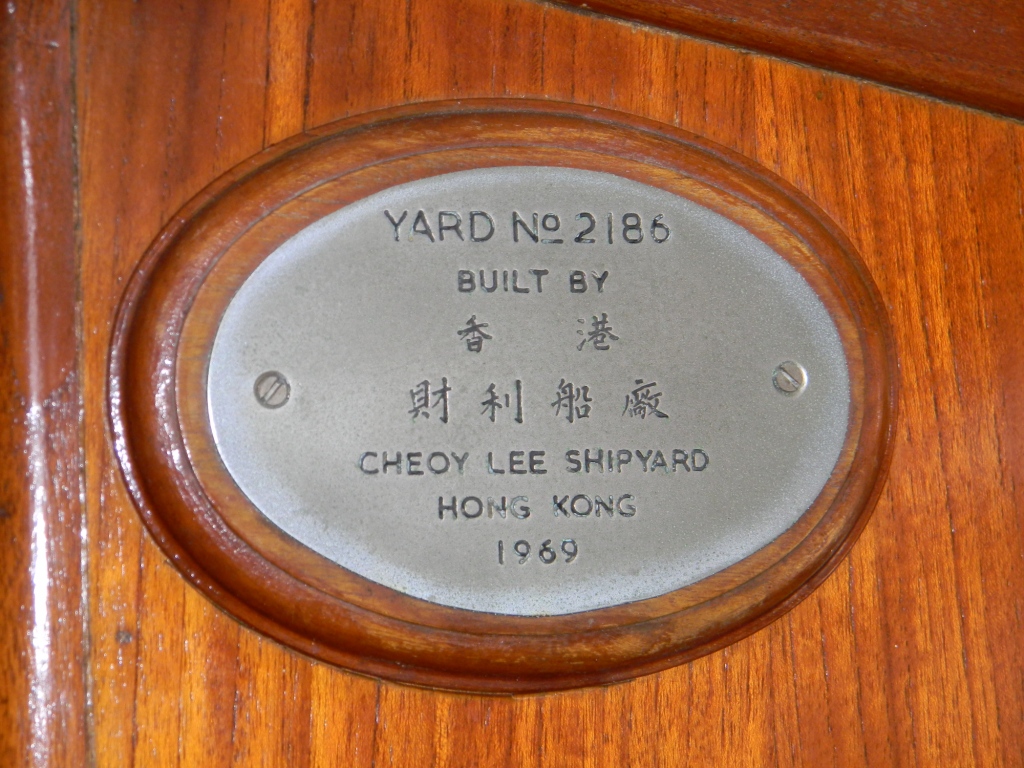 YARD Nº 2186
BUILT BY
香 港
財利船廠
CHEOY LEE SHIPYARD
HONG KONG
1969